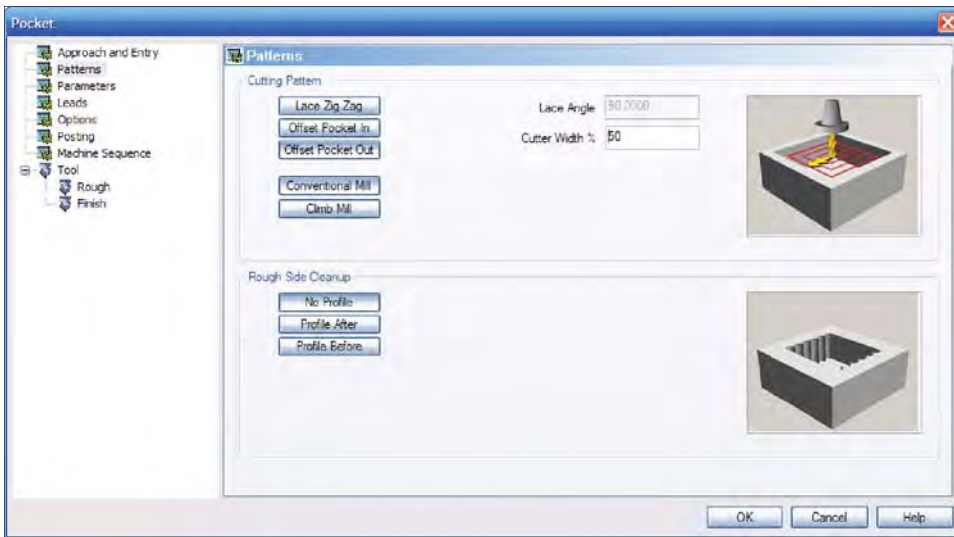 Pocket:
Approach and Entry
Patterns
Parameters
Leads
Options
Posting
Machine Sequence
Tool
Rough
Finish
Patterns
Cutting Pattern
Lace Zig Zag
Offset Pocket In
Offset Pocket Out
Conventional Mill
Climb Mill
Lace Angle 90.0000
Cutter Width % 50
Rough Side Cleanup
No Profile
Profile After
Profile Before
OK Cancel Help